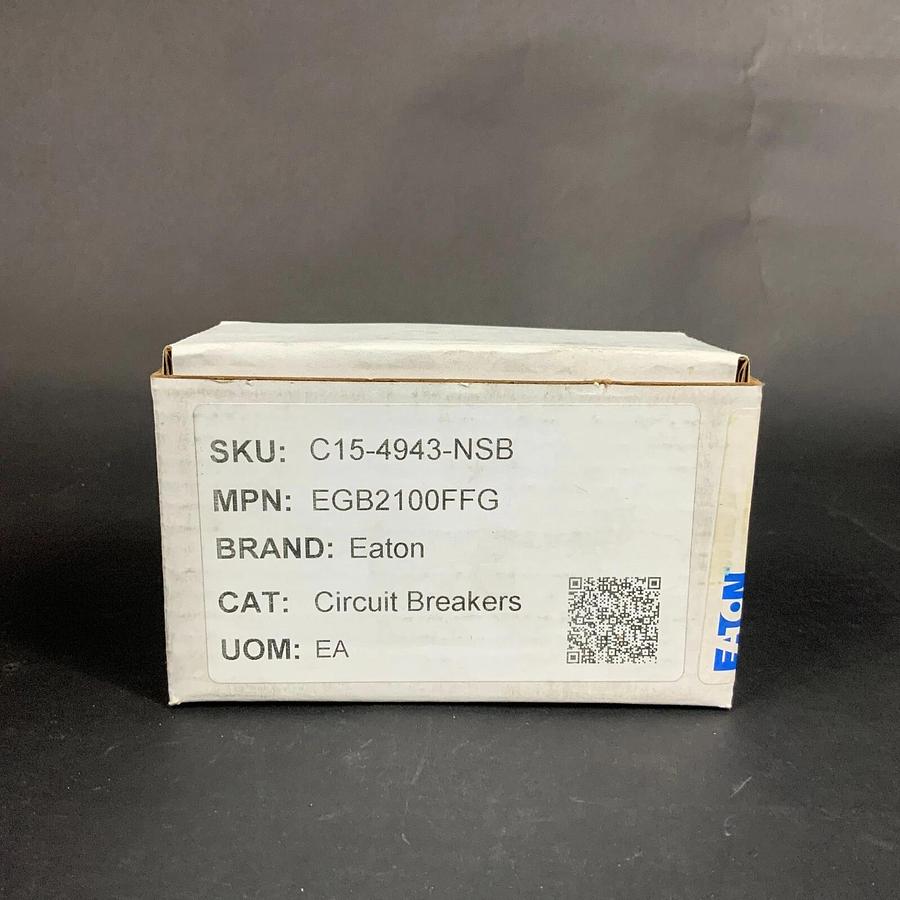 SKU: C15-4943-NSB
MPN: EGB2100FFG
BRAND: Eaton
CAT: Circuit Breakers
UOM: EA
EATON